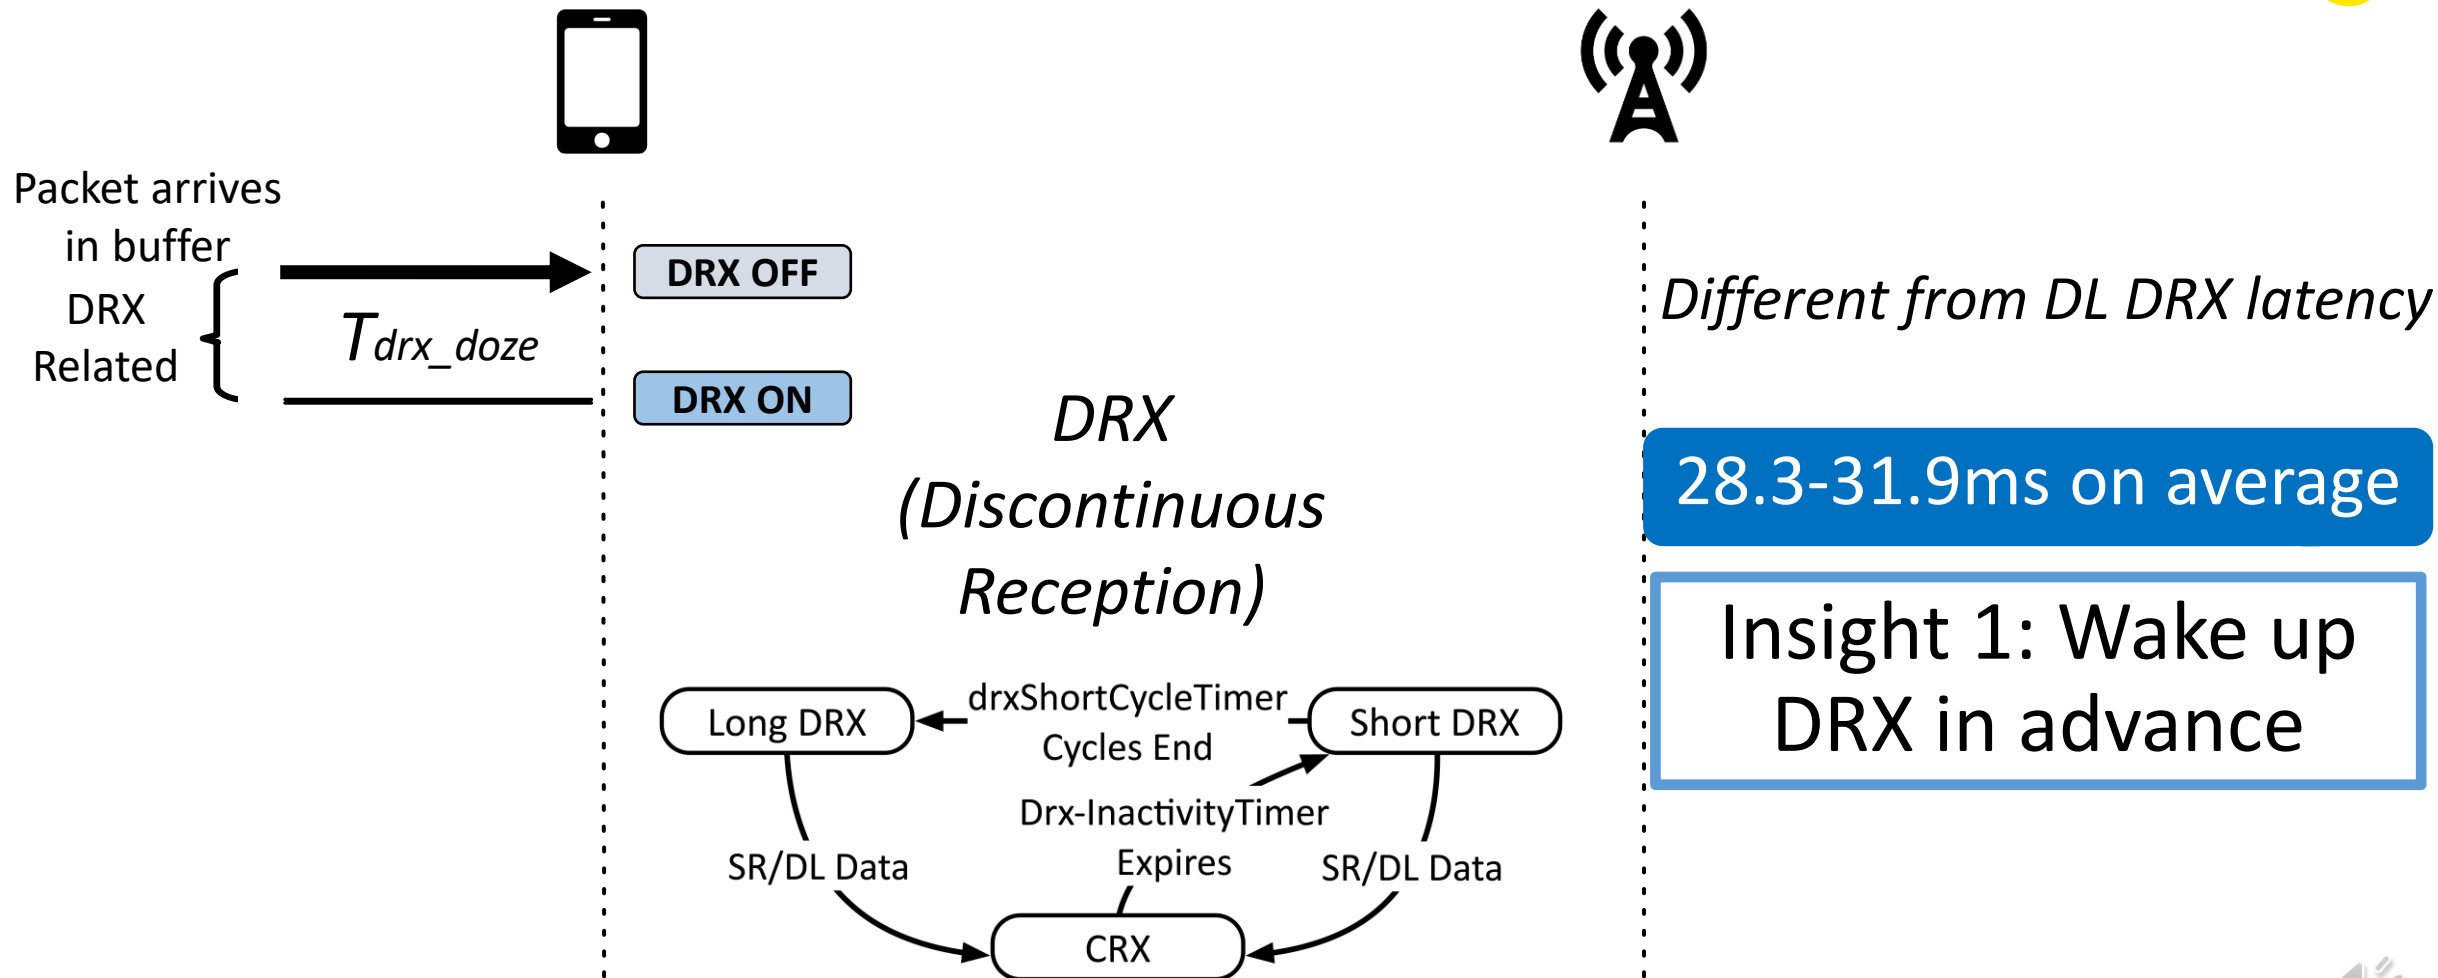 Packet arrives
in buffer
DRX
Related
Tdrx_doze
DRX OFF
DRX ON
DRX
(Discontinuous
Reception)
Different from DL DRX latency
28.3-31.9ms on average
Insight 1: Wake up
DRX in advance
Long DRX
drxShortCycleTimer
Cycles End
Short DRX
Drx-InactivityTimer
Expires
SR/DL Data
SR/DL Data
CRX